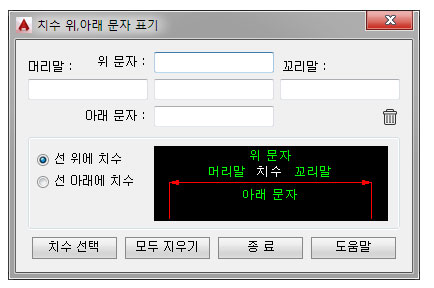 치수 위,아래 문자 표기
머리말 : 위 문자 : 꼬리말 :
아래 문자 :
선 위에 치수
선 아래에 치수
위 문자
머리말 치수 꼬리말
아래 문자
치수 선택 모두 지우기 종 료 도움말